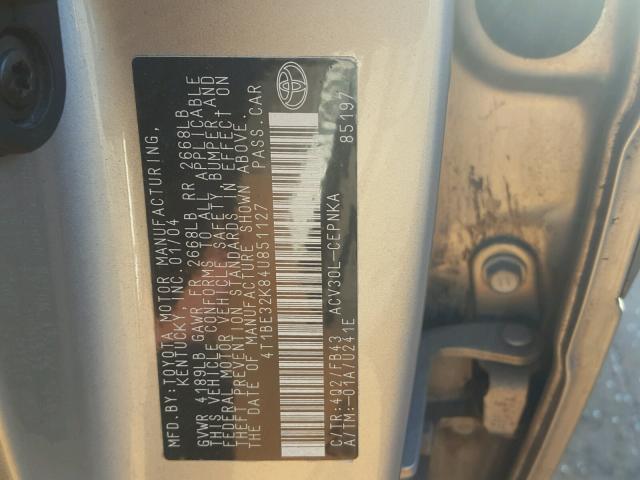 MFD.BY:TOYOTA MOTOR MANUFACTURING,
KENTUCKY, INC. 01/04
GVWR 4189LB GAWR FR 2668LB RR 2668LB
THIS VEHICLE CONFORMS TO ALL APPLICABLE
FEDERAL MOTOR VEHICLE SAFETY, BUMPER AND
THEFT PREVENTION STANDARDS IN EFFECT ON
THE DATE OF MANUFACTURE SHOWN ABOVE.
4T1BE32K84U851127 PASS. CAR
C/TR:4Q2/FB43 ACV30L-CEPNKA
A/TM:-01A/U241E 85197